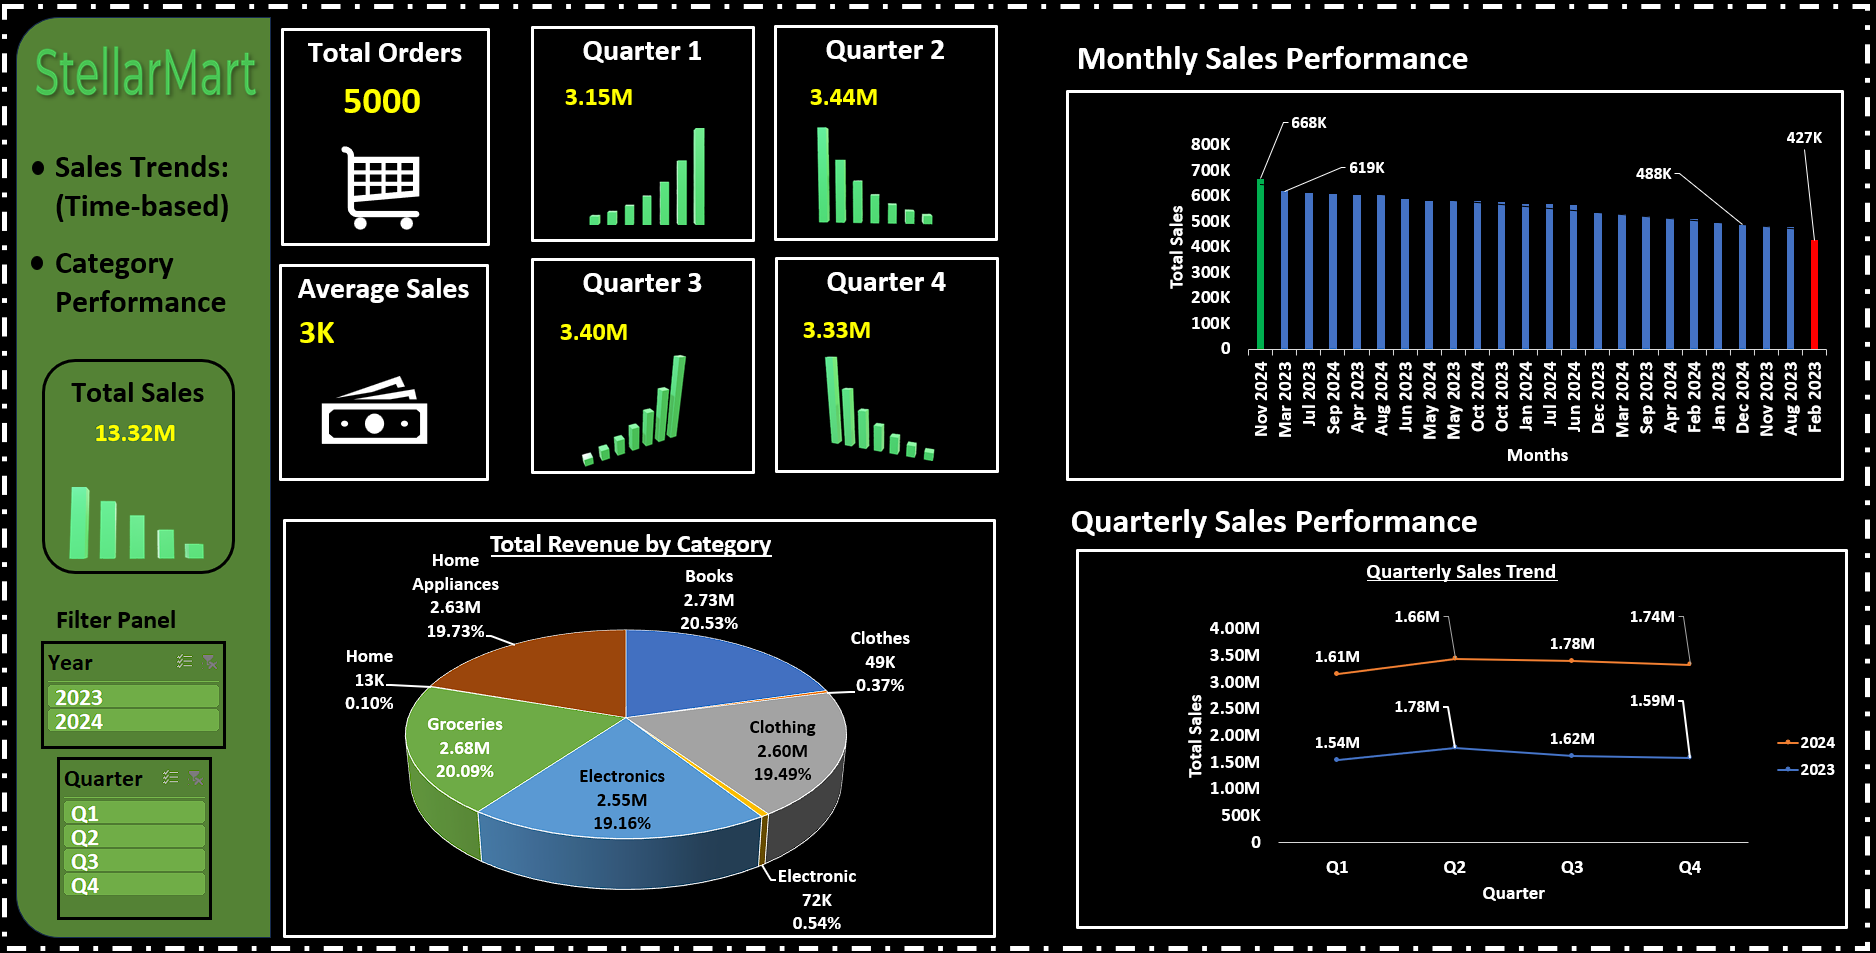 StellarMart
• Sales Trends:
(Time-based)
• Category
Performance
Total Sales
13.32M
Filter Panel
Year
2023
2024
Quarter
Q1
Q2
Q3
Q4
Total Orders
5000
Average Sales
3K
Quarter 1
3.15M
Quarter 2
3.44M
Quarter 3
3.40M
Quarter 4
3.33M
Total Revenue by Category
Home
Appliances
2.63M
19.73%
Books
2.73M
20.53%
Clothes
49K
0.37%
Home
13K
0.10%
Groceries
2.68M
20.09%
Clothing
2.60M
19.49%
Electronics
2.55M
19.16%
Electronic
72K
0.54%
Monthly Sales Performance
Total Sales
800K
700K
600K
500K
400K
300K
200K
100K
0
668K
619K
488K
427K
Nov 2024
Mar 2023
Jul 2023
Sep 2024
Apr 2023
Aug 2024
Jun 2023
May 2024
May 2023
Oct 2024
Oct 2023
Jan 2024
Jul 2024
Jun 2024
Dec 2023
Mar 2024
Sep 2023
Apr 2024
Feb 2024
Jan 2023
Dec 2024
Nov 2023
Aug 2023
Feb 2023
Months
Quarterly Sales Performance
Quarterly Sales Trend
Total Sales
4.00M
3.50M
3.00M
2.50M
2.00M
1.50M
1.00M
500K
0
1.61M
1.66M
1.78M
1.74M
1.54M
1.78M
1.62M
1.59M
2024
2023
Q1
Q2
Q3
Q4
Quarter